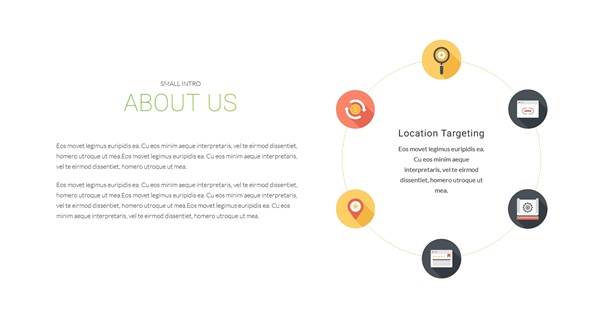 SMALL INTRO
ABOUT US
Eos movet legimus euripidis ea. Cu eos minim aeque interpretaris, vel te eirmod dissentiet,
homero utroque ut mea.Eos movet legimus euripidis ea. Cu eos minim aeque interpretaris,
vel te eirmod dissentiet, homero utroque ut mea.
Eos movet legimus euripidis ea. Cu eos minim aeque interpretaris, vel te eirmod dissentiet,
homero utroque ut mea.Eos movet legimus euripidis ea. Cu eos minim aeque interpretaris,
vel te eirmod dissentiet, homero utroque ut mea.Eos movet legimus euripidis ea. Cu eos
minim aeque interpretaris, vel te eirmod dissentiet, homero utroque ut mea.
Location Targeting
Eos movet legimus euripidis ea.
Cu eos minim aeque
interpretaris, vel te eirmod
dissentiet, homero utroque ut
mea.